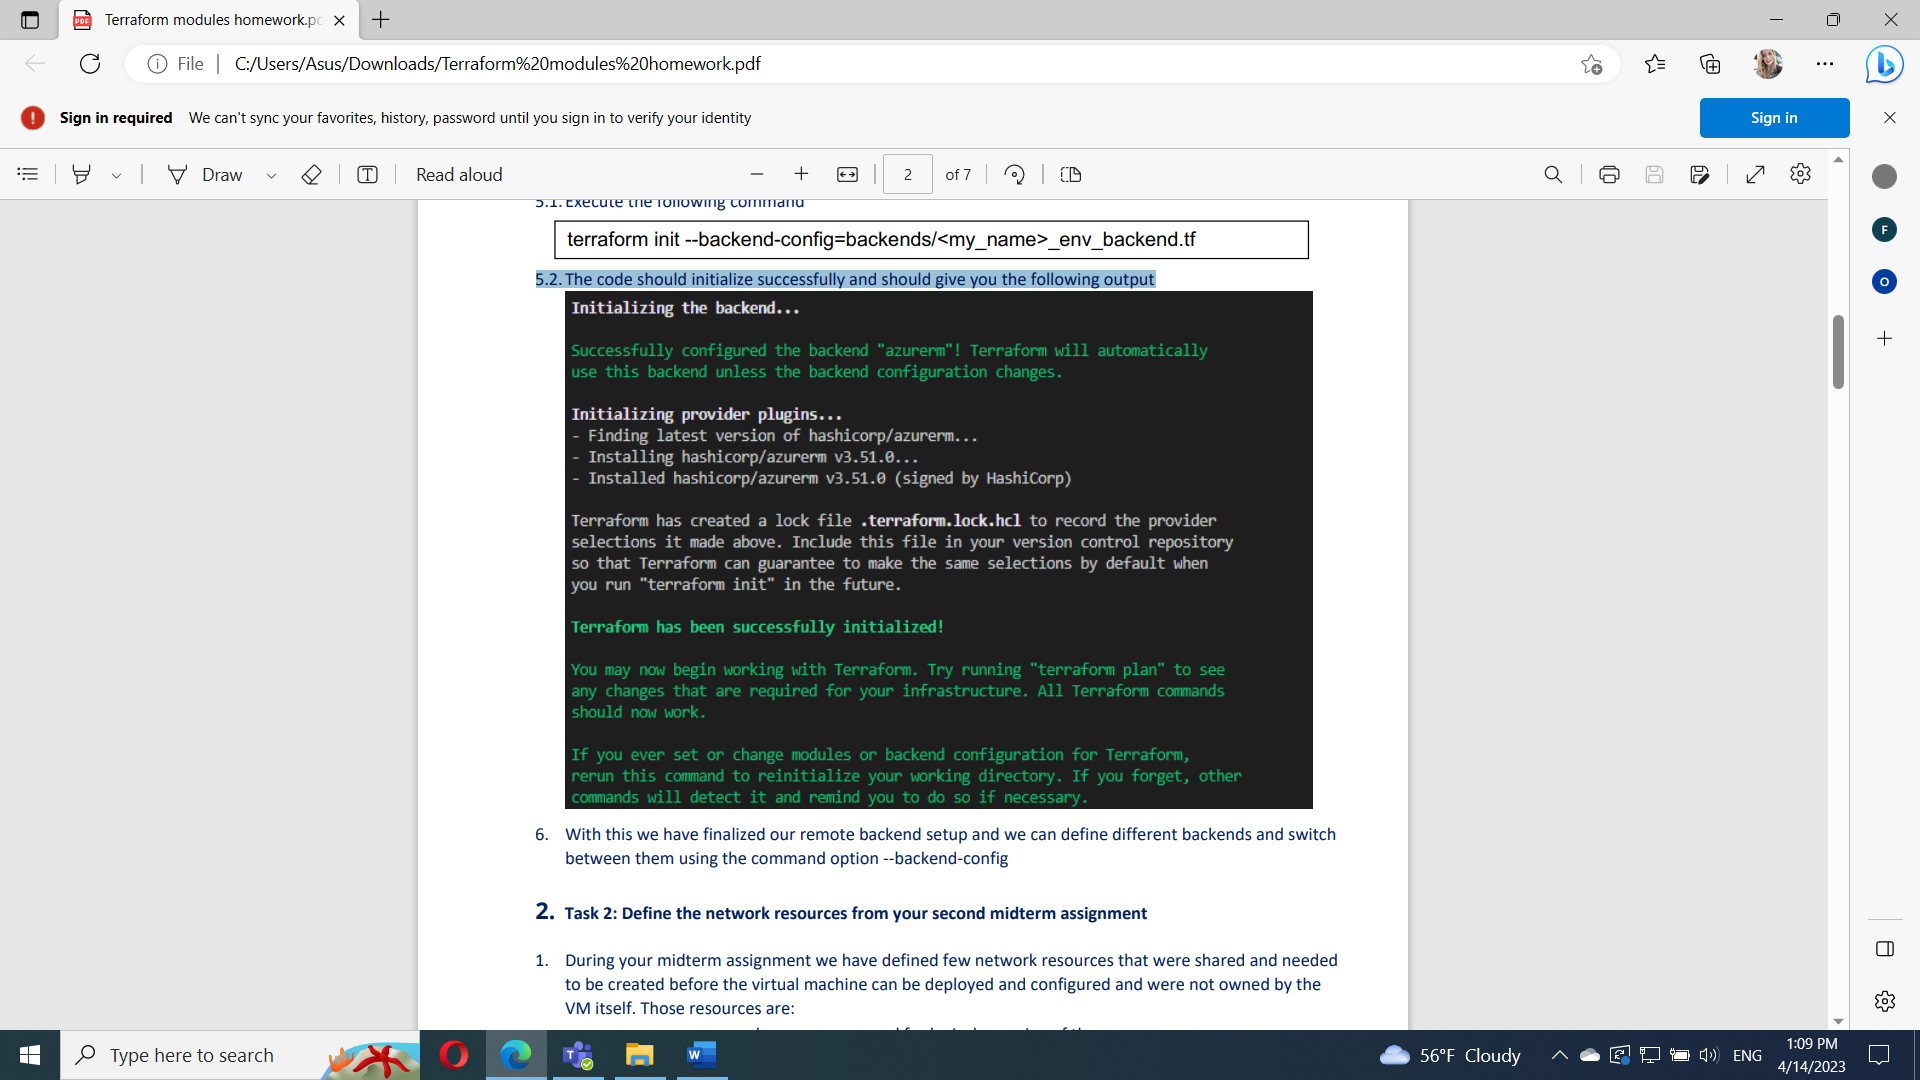 Terraform modules homework.pd
File
C:/Users/Asus/Downloads/Terraform%20modules%20homework.pdf
Sign in required We can't sync your favorites, history, password until you sign in to verify your identity
Sign in
Draw
Read aloud
2 of 7
5.1. Execute the following command
terraform init --backend-config=backends/<my_name>_env_backend.tf
5.2. The code should initialize successfully and should give you the following output
Initializing the backend...
Successfully configured the backend "azurerm"! Terraform will automatically
use this backend unless the backend configuration changes.
Initializing provider plugins...
- Finding latest version of hashicorp/azurerm...
- Installing hashicorp/azurerm v3.51.0...
- Installed hashicorp/azurerm v3.51.0 (signed by HashiCorp)
Terraform has created a lock file .terraform.lock.hcl to record the provider
selections it made above. Include this file in your version control repository
so that Terraform can guarantee to make the same selections by default when
you run "terraform init" in the future.
Terraform has been successfully initialized!
You may now begin working with Terraform. Try running "terraform plan" to see
any changes that are required for your infrastructure. All Terraform commands
should now work.
If you ever set or change modules or backend configuration for Terraform,
rerun this command to reinitialize your working directory. If you forget, other
commands will detect it and remind you to do so if necessary.
6. With this we have finalized our remote backend setup and we can define different backends and switch
between them using the command option --backend-config
2. Task 2: Define the network resources from your second midterm assignment
1. During your midterm assignment we have defined few network resources that were shared and needed
to be created before the virtual machine can be deployed and configured and were not owned by the
VM itself. Those resources are:
F
O
Type here to search
56°F Cloudy
ENG
1:09 PM
4/14/2023